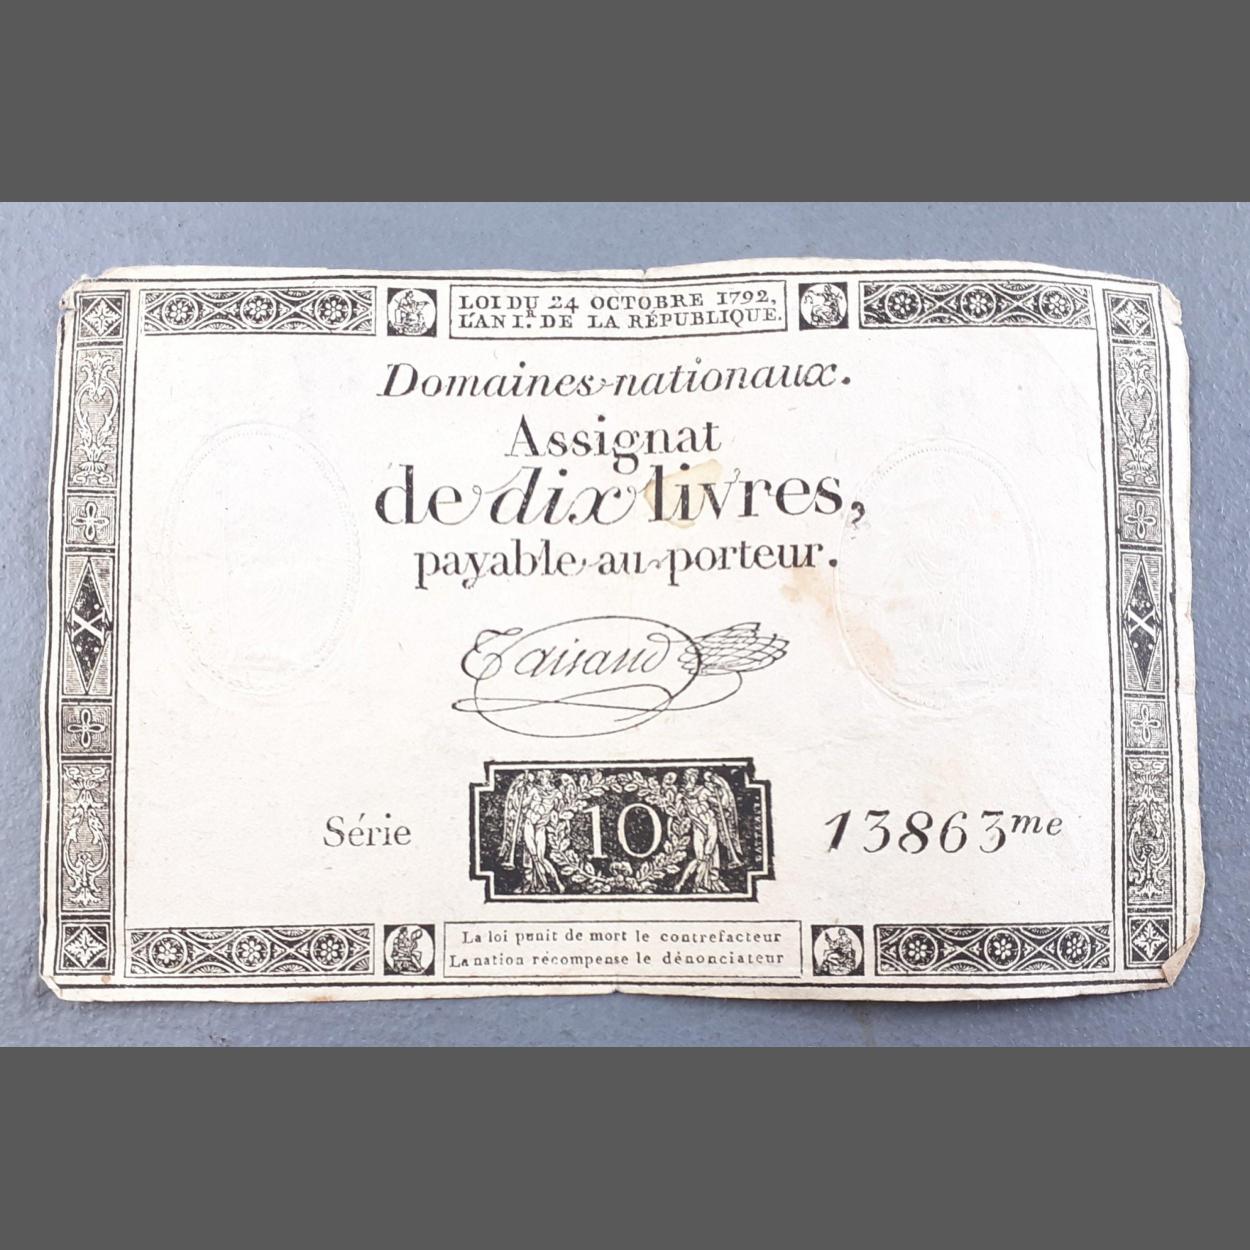 LOI DU 24 OCTOBRE 1792,
L'AN I.R DE LA RÉPUBLIQUE.
Domaines nationaux.
Assignat
de dix livres,
payable au porteur.
Taisaud
X
X
10
Série
13863me
La loi punit de mort le contrefacteur
La nation récompense le dénonciateur